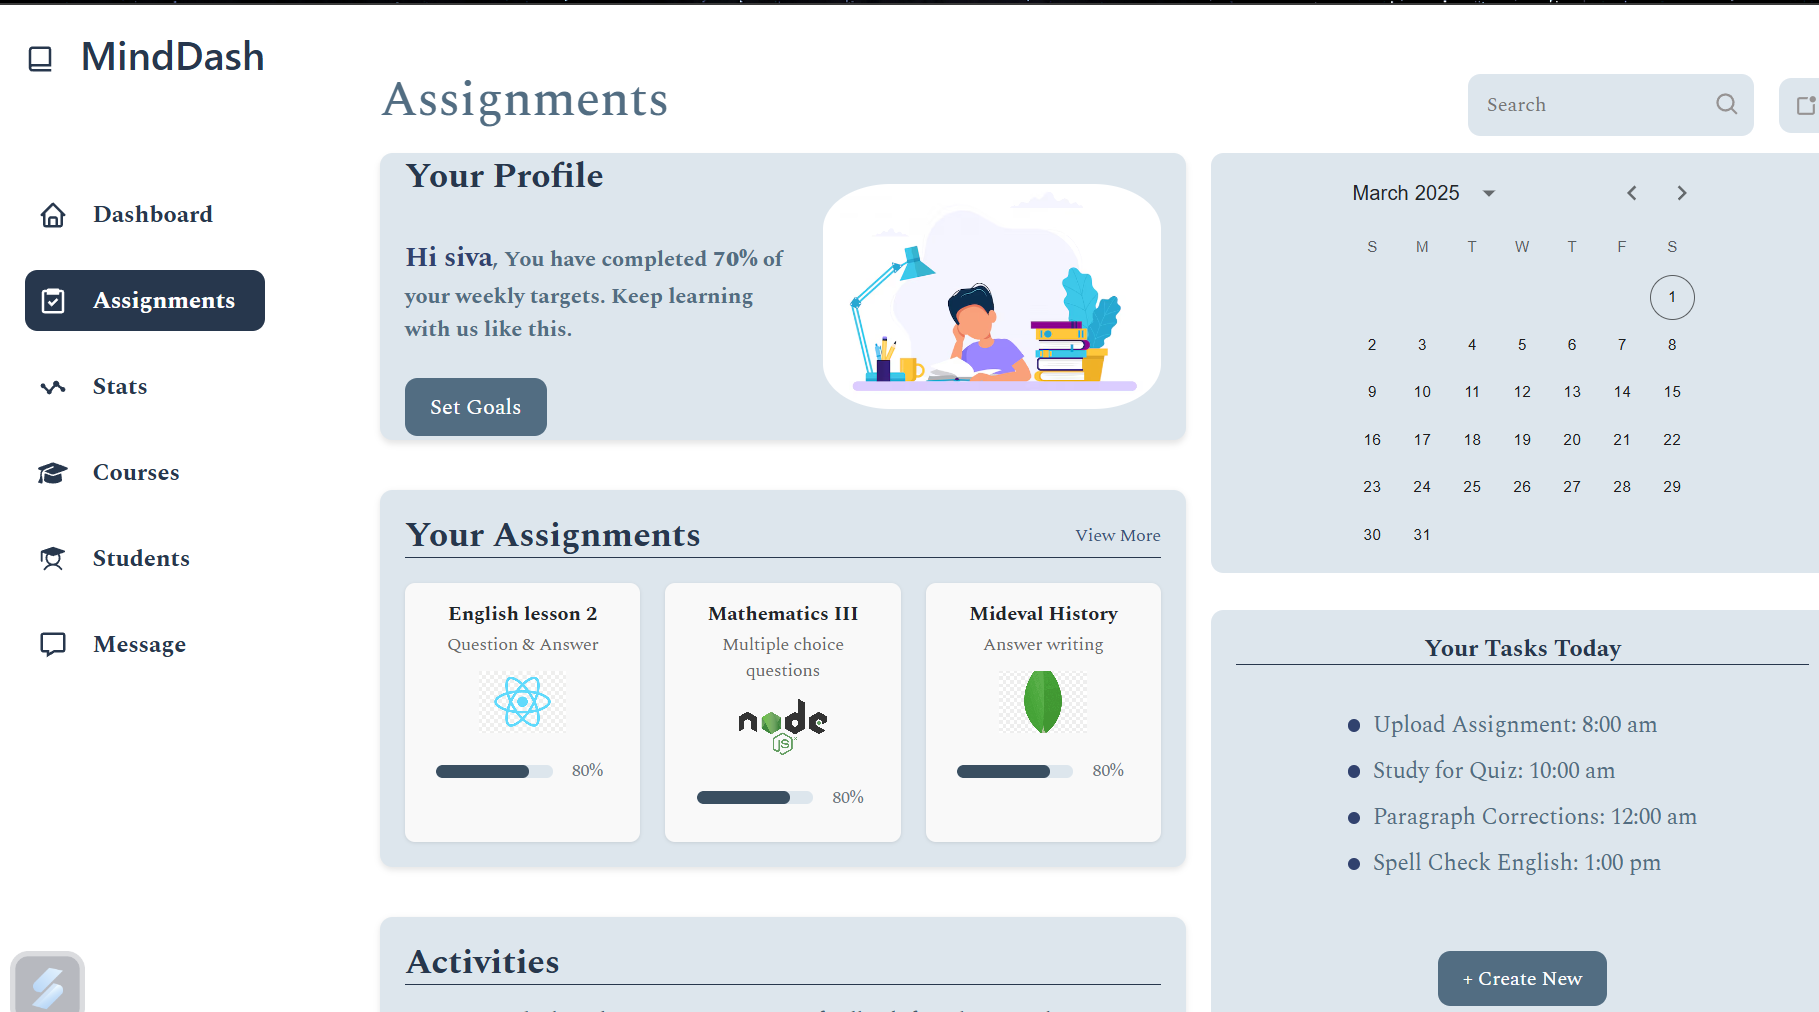 MindDash
Dashboard
Assignments
Stats
Courses
Students
Message
Assignments
Search
Your Profile
Hi siva, You have completed 70% of
your weekly targets. Keep learning
with us like this.
Set Goals
Your Assignments
View More
English lesson 2
Question & Answer
80%
Mathematics III
Multiple choice
questions
node
JS
80%
Mideval History
Answer writing
80%
Activities
March 2025
S M T W T F S
1
2 3 4 5 6 7 8
9 10 11 12 13 14 15
16 17 18 19 20 21 22
23 24 25 26 27 28 29
30 31
Your Tasks Today
Upload Assignment: 8:00 am
Study for Quiz: 10:00 am
Paragraph Corrections: 12:00 am
Spell Check English: 1:00 pm
+ Create New